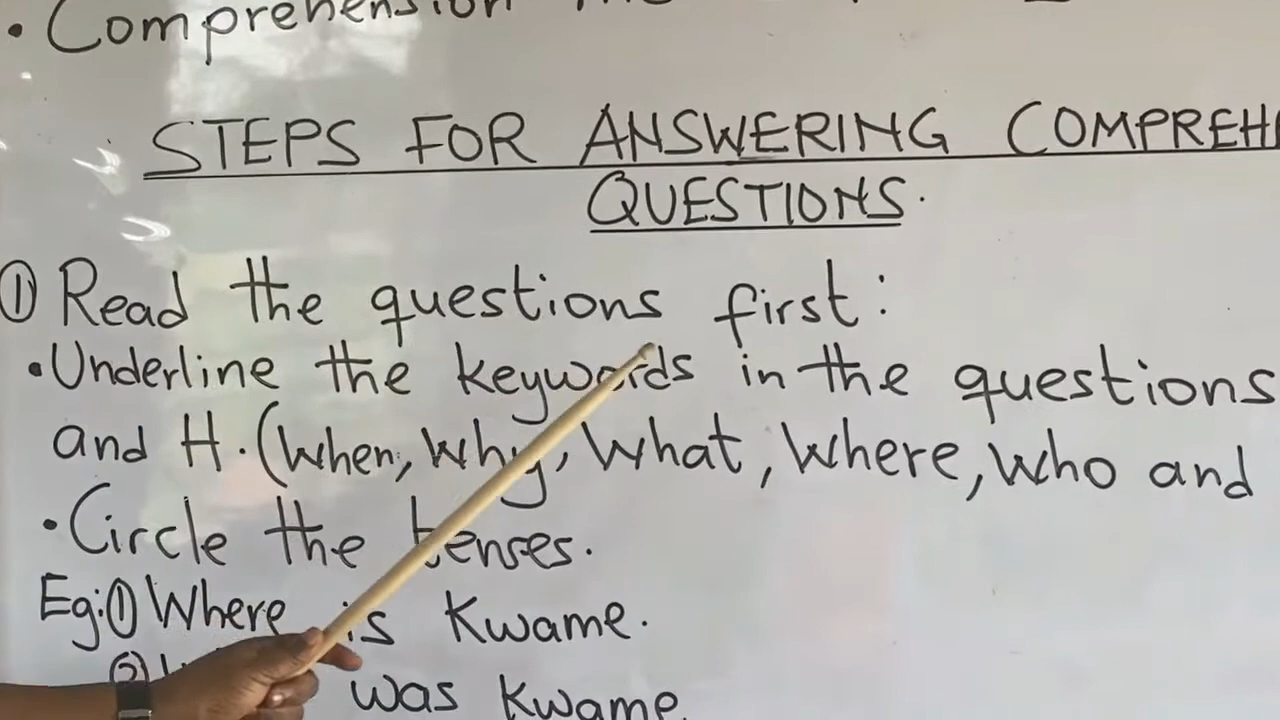 • Comprehension
STEPS FOR ANSWERING COMPREH
QUESTIONS.
① Read the questions first:
• Underline the keywords in the questions
and H. (When, Why, What, Where, Who and
• Circle the tenses.
Eg: ① Where is Kwame.
② was Kwame.